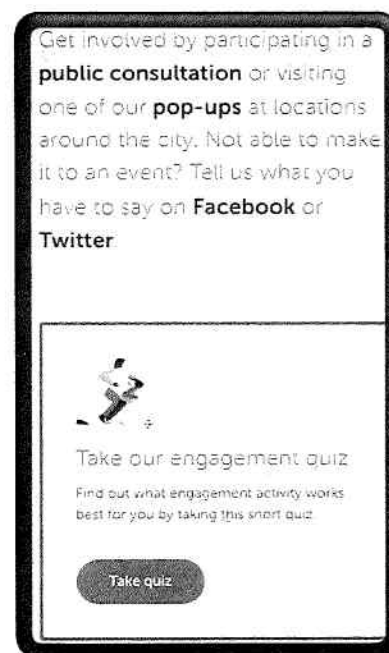 Get involved by participating in a
public consultation or visiting
one of our pop-ups at locations
around the city. Not able to make
it to an event? Tell us what you
have to say on Facebook or
Twitter.
Take our engagement quiz
Find out what engagement activity works
best for you by taking this short quiz.
Take quiz